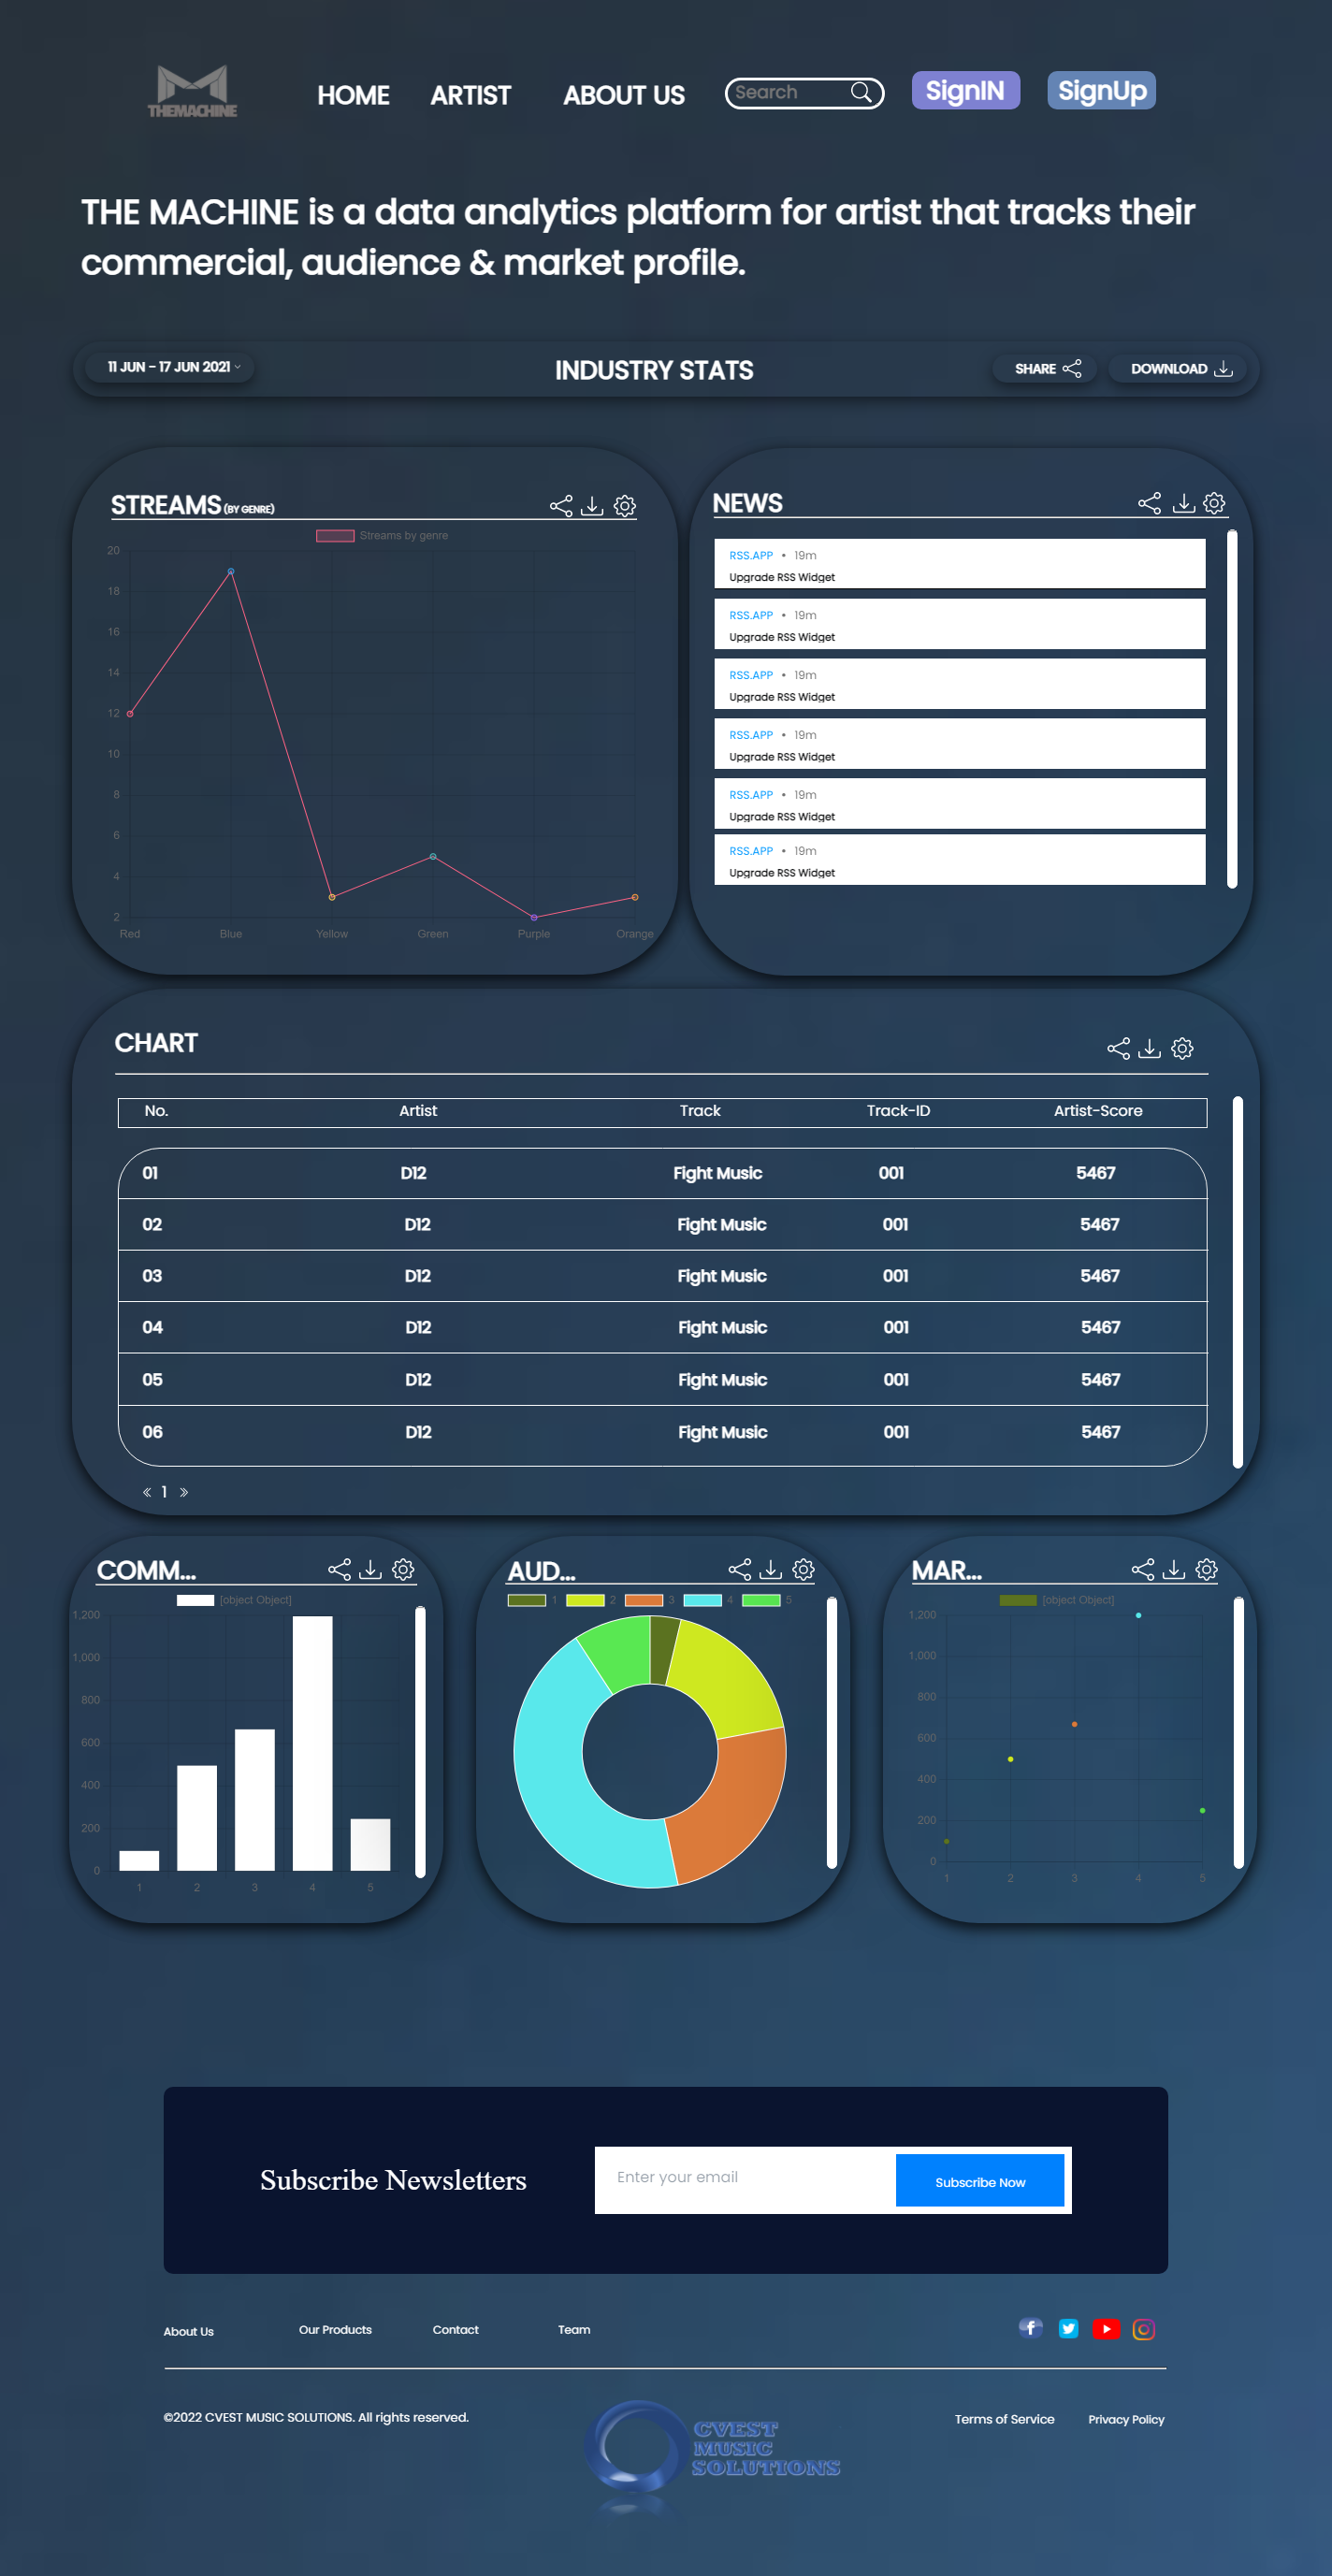 THEMACHINE
HOME ARTIST ABOUT US Search SignIN SignUp
THE MACHINE is a data analytics platform for artist that tracks their
commercial, audience & market profile.
11 JUN - 17 JUN 2021 INDUSTRY STATS SHARE DOWNLOAD
STREAMS (BY GENRE)
Streams by genre
20
18
16
14
12
10
8
6
4
2
Red Blue Yellow Green Purple Orange
NEWS
RSS.APP • 19m
Upgrade RSS Widget
RSS.APP • 19m
Upgrade RSS Widget
RSS.APP • 19m
Upgrade RSS Widget
RSS.APP • 19m
Upgrade RSS Widget
RSS.APP • 19m
Upgrade RSS Widget
RSS.APP • 19m
Upgrade RSS Widget
CHART
No. Artist Track Track-ID Artist-Score
01 D12 Fight Music 001 5467
02 D12 Fight Music 001 5467
03 D12 Fight Music 001 5467
04 D12 Fight Music 001 5467
05 D12 Fight Music 001 5467
06 D12 Fight Music 001 5467
« 1 »
COMM...
[object Object]
1,200
1,000
800
600
400
200
0
1 2 3 4 5
AUD...
1 2 3 4 5
MAR...
[object Object]
1,200
1,000
800
600
400
200
0
1 2 3 4 5
Subscribe Newsletters Enter your email Subscribe Now
About Us Our Products Contact Team
©2022 CVEST MUSIC SOLUTIONS. All rights reserved.
CVEST
MUSIC
SOLUTIONS
Terms of Service Privacy Policy